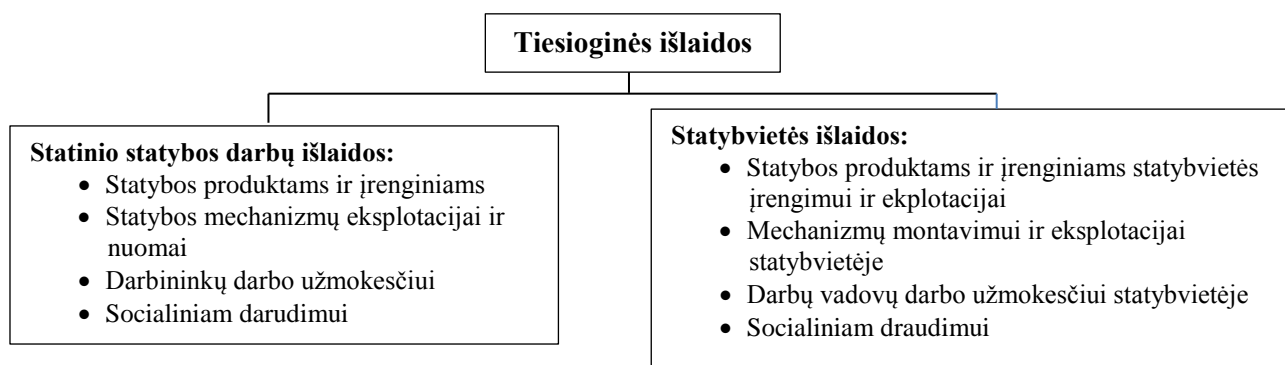 Tiesioginės išlaidos
Statinio statybos darbų išlaidos:
• Statybos produktams ir įrenginiams
• Statybos mechanizmų eksplotacijai ir
nuomai
• Darbininkų darbo užmokesčiui
• Socialiniam darudimui
Statybvietės išlaidos:
• Statybos produktams ir įrenginiams statybvietės
įrengimui ir ekplotacijai
• Mechanizmų montavimui ir eksplotacijai
statybvietėje
• Darbų vadovų darbo užmokesčiui statybvietėje
• Socialiniam draudimui